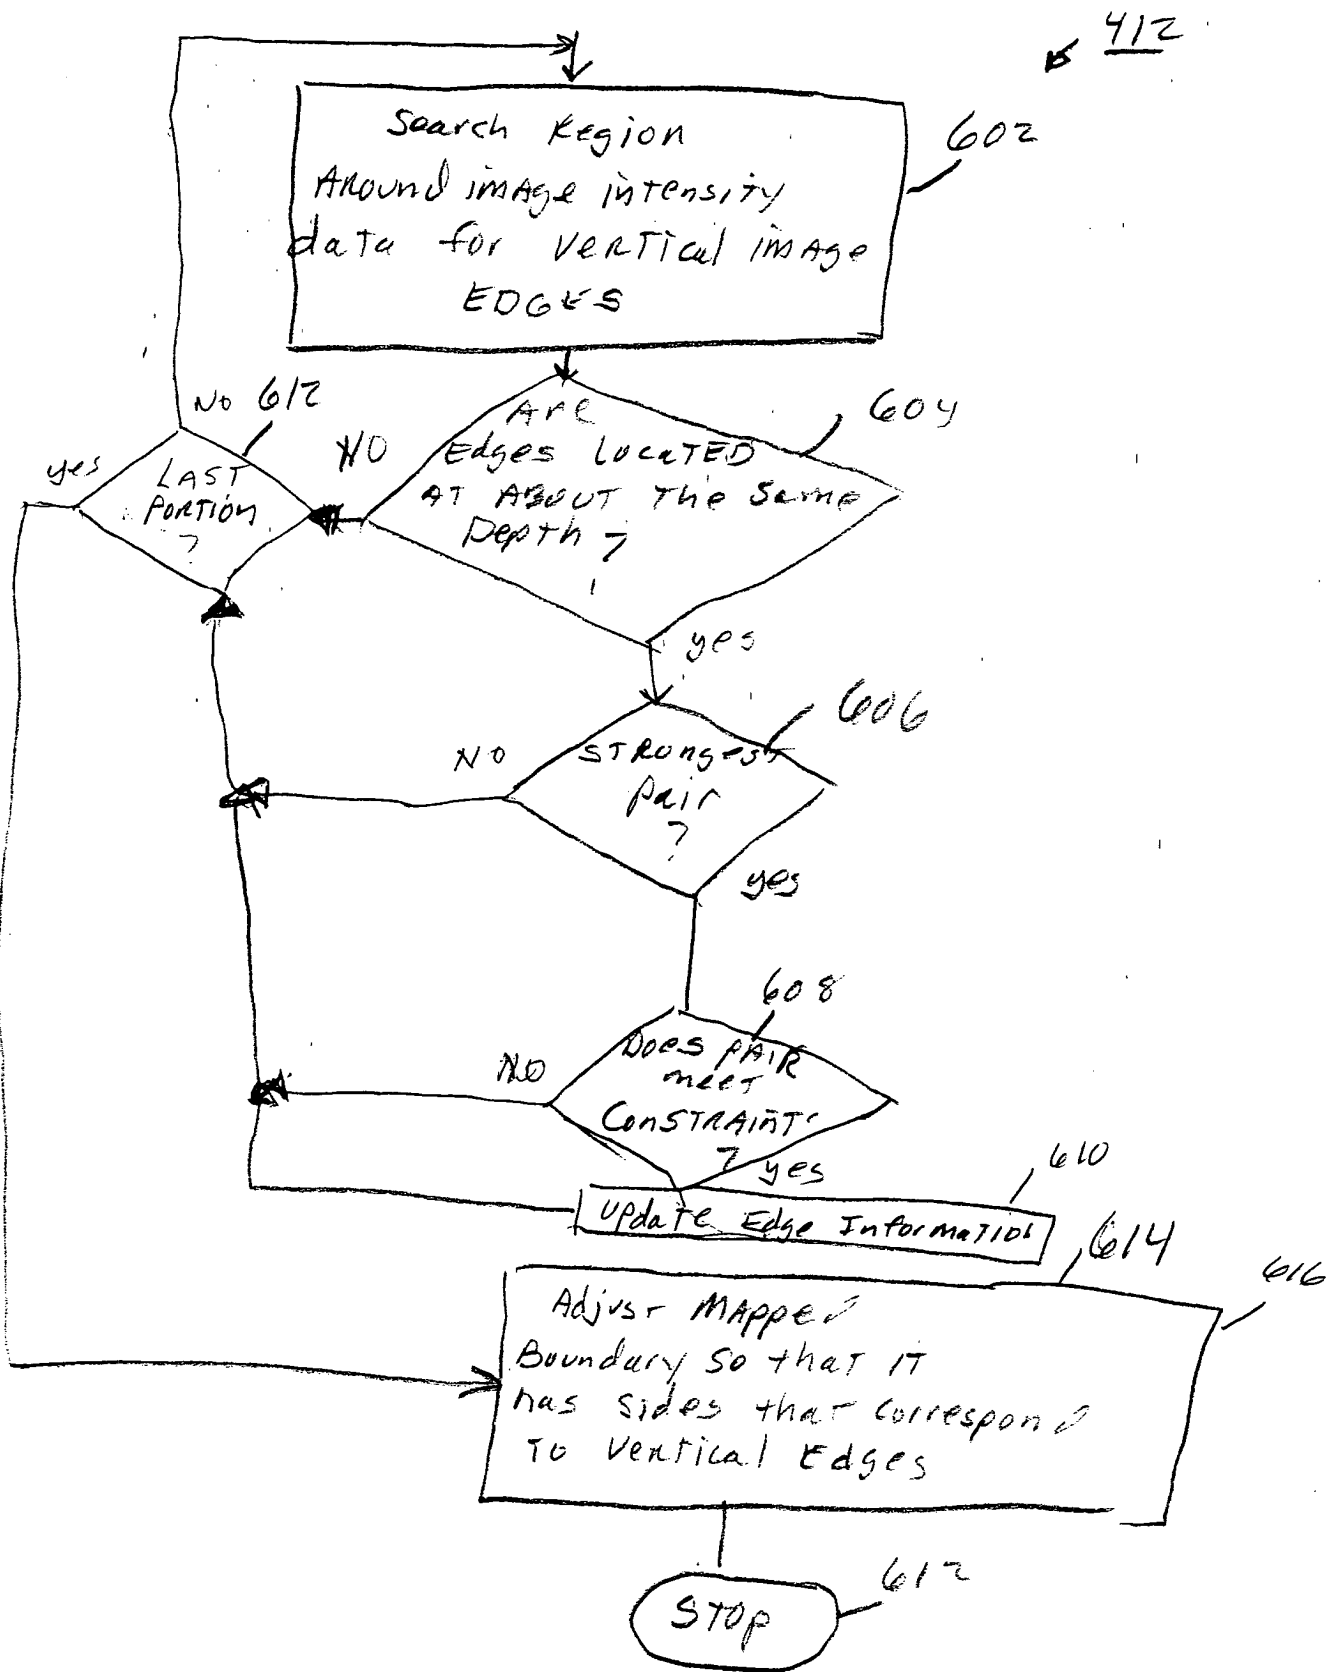 412
Search Region
Around image intensity
data for vertical image
EDGES
602
Are
Edges Located
AT ABOUT The Same
Depth ?
604
NO
yes
No 612
yes
LAST
PORTION
?
606
STRongest
Pair
?
NO
yes
608
Does PAIR
meet
ConSTRAINTS
?
NO
yes
610
Update Edge Information
614
616
Adjust MAPPed
Boundary so that IT
has sides that correspond
To Vertical Edges
STOP
612